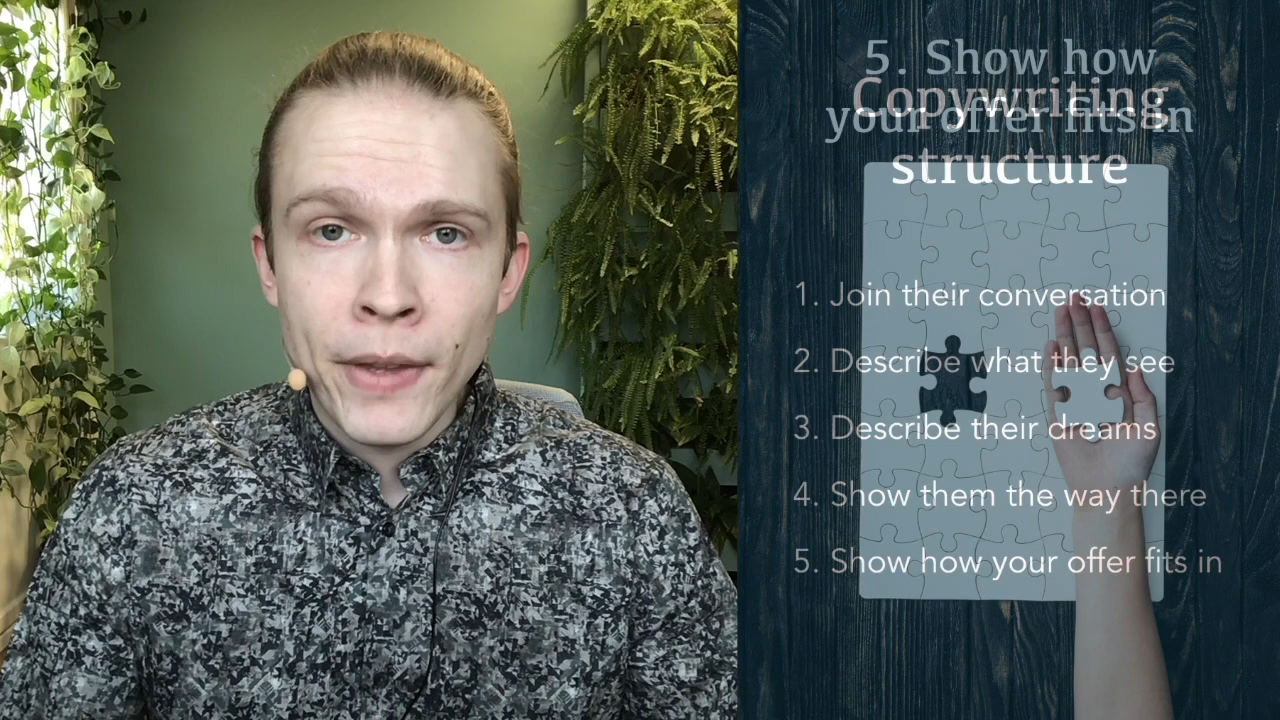 5. Show how
your offer fits in
Copywriting
structure
1. Join their conversation
2. Describe what they see
3. Describe their dreams
4. Show them the way there
5. Show how your offer fits in